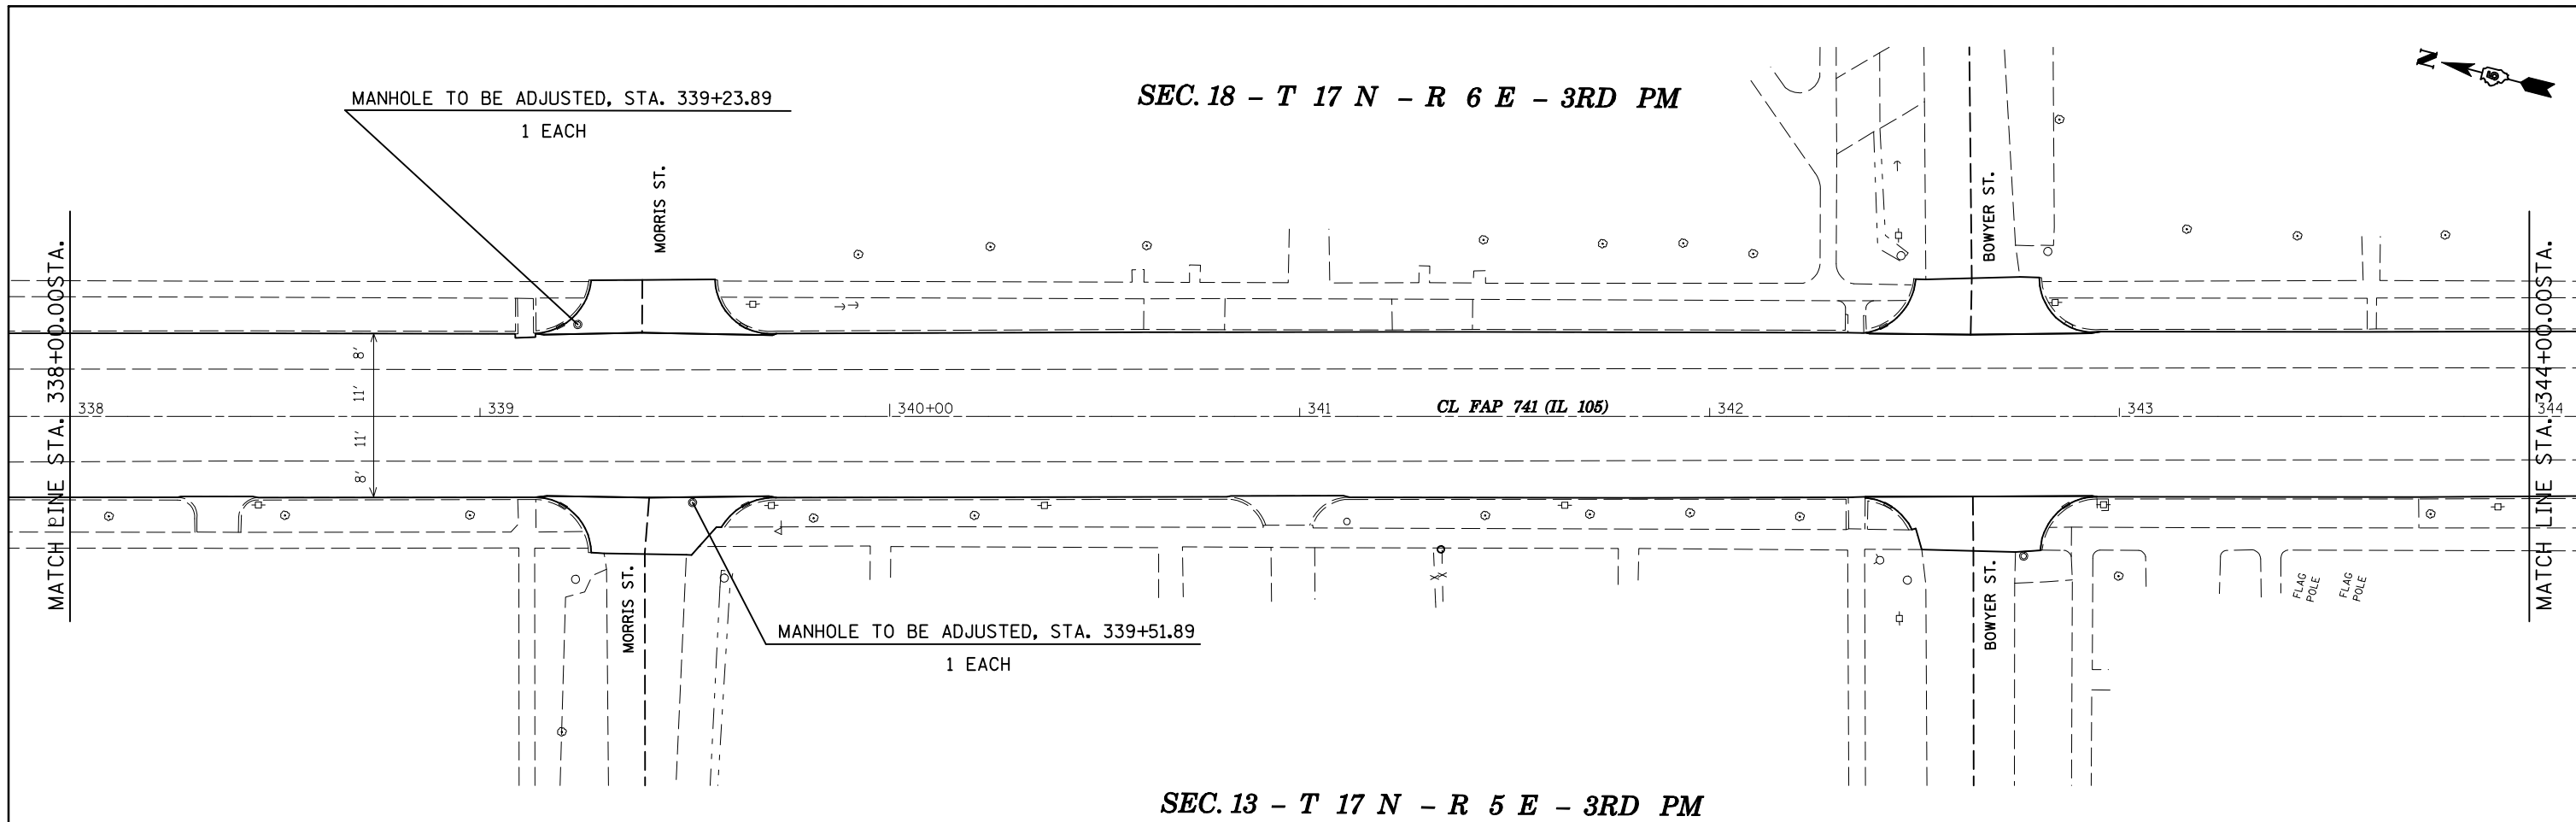 MANHOLE TO BE ADJUSTED, STA. 339+23.89
1 EACH
SEC. 18 - T 17 N - R 6 E - 3RD PM
N
5
MORRIS ST.
BOWYER ST.
MATCH LINE STA. 338+00.00STA.
MATCH LINE STA. 344+00.00STA.
8'
11'
11'
8'
338
339
340+00
341
CL FAP 741 (IL 105)
342
343
344
MORRIS ST.
BOWYER ST.
FLAG
POLE
FLAG
POLE
MANHOLE TO BE ADJUSTED, STA. 339+51.89
1 EACH
SEC. 13 - T 17 N - R 5 E - 3RD PM